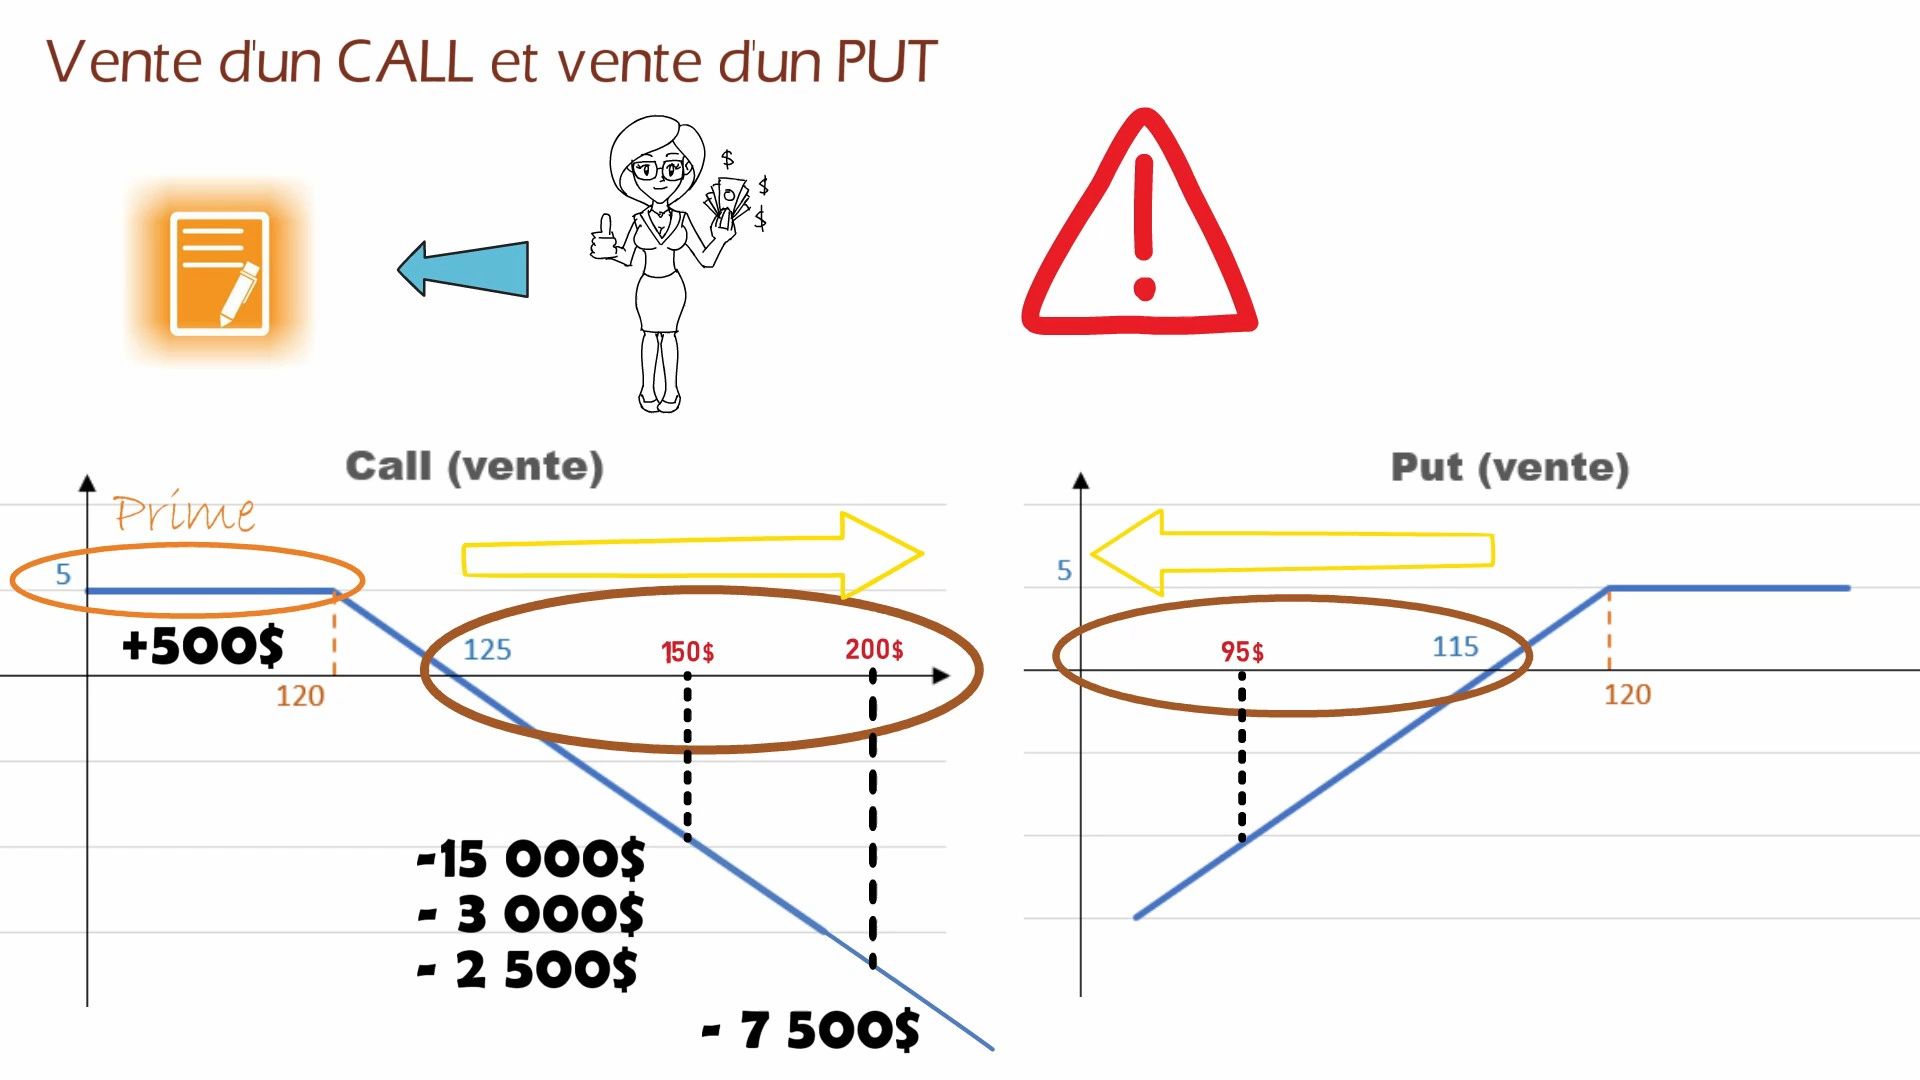 Vente d'un CALL et vente d'un PUT
$
$
$
Call (vente)
Prime
5
+500$
120
125
150$
200$
-15 000$
- 3 000$
- 2 500$
- 7 500$
Put (vente)
5
95$
115
120